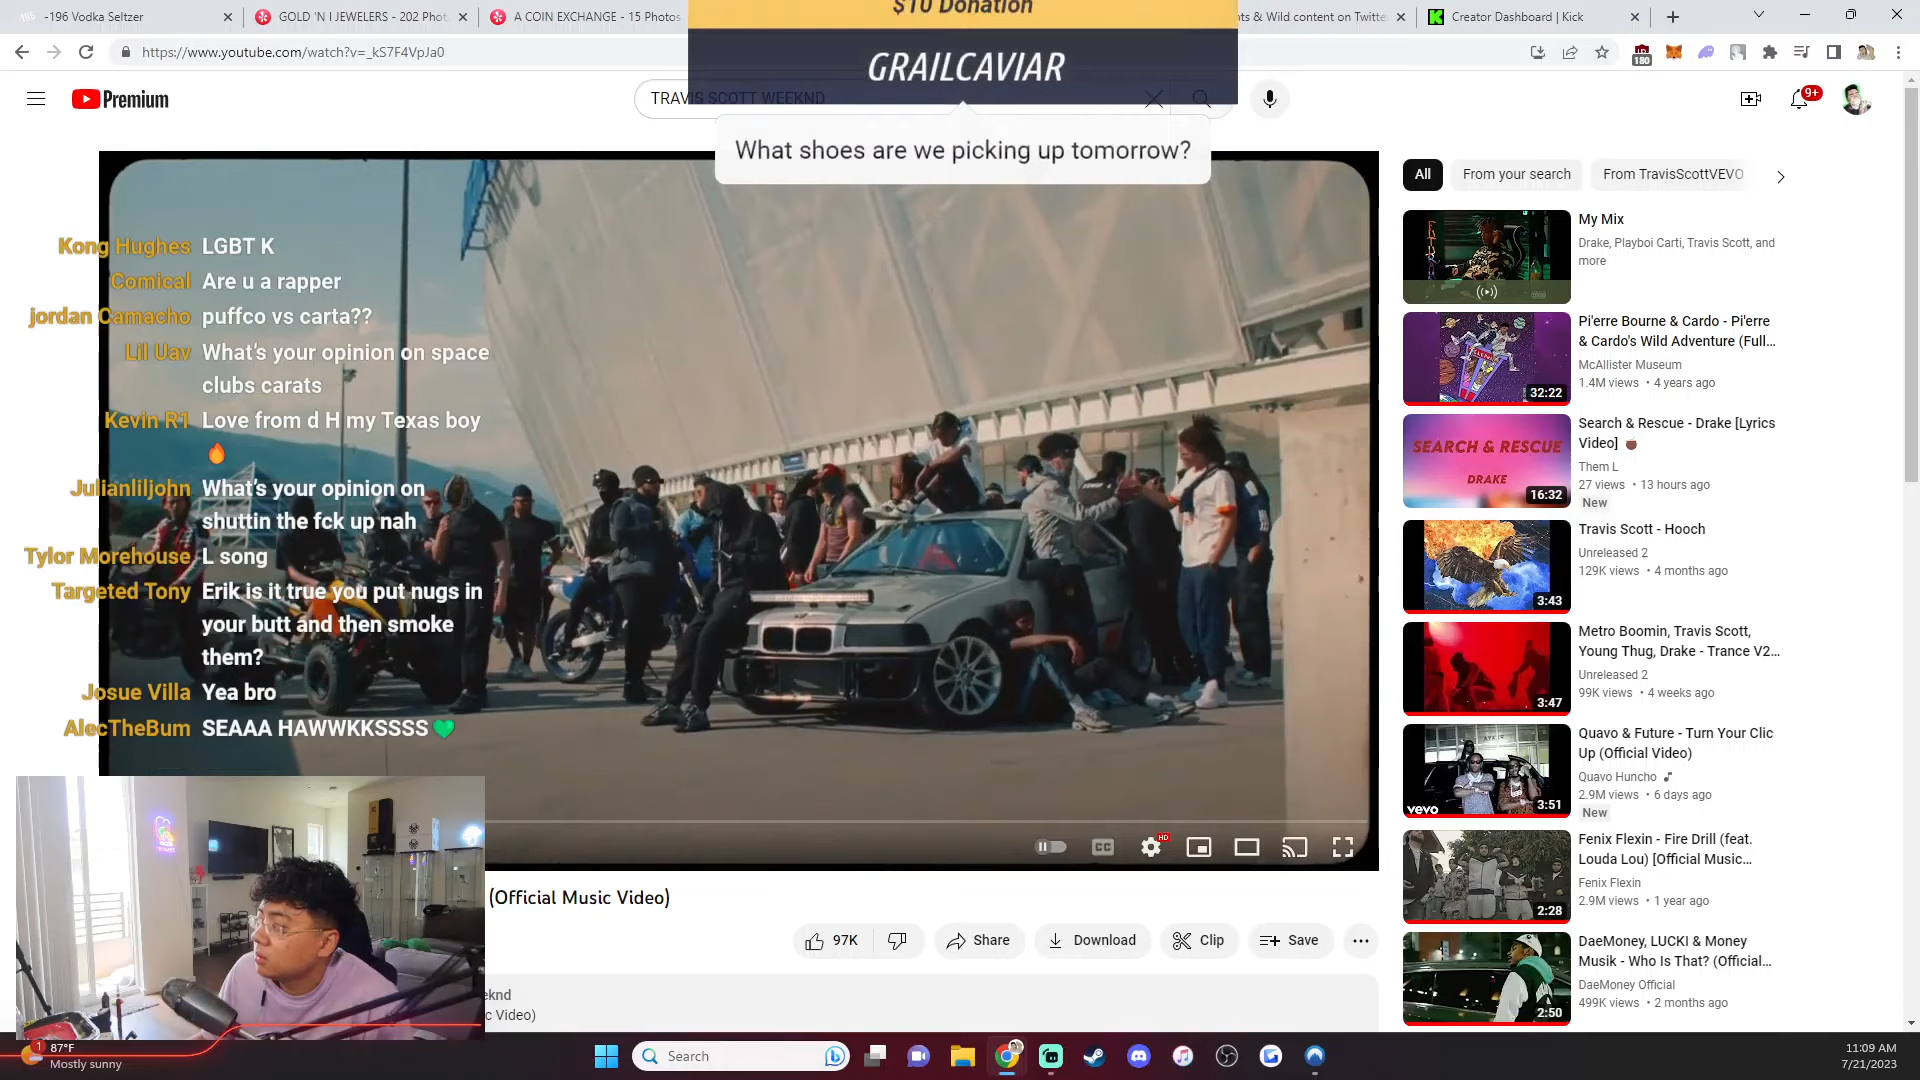 -196 Vodka Seltzer
GOLD 'N I JEWELERS - 202 Phot
A COIN EXCHANGE - 15 Photos
$10 Donation
nts & Wild content on Twitte
Creator Dashboard | Kick
https://www.youtube.com/watch?v=_kS7F4VpJa0
180
GRAILCAVIAR
Premium
TRAVIS SCOTT WEEKND
9+
What shoes are we picking up tomorrow?
Kong Hughes LGBT K
Comical Are u a rapper
jordan Camacho puffco vs carta??
Lil Uav What's your opinion on space
clubs carats
Kevin R1 Love from d H my Texas boy
🔥
Julianliljohn What's your opinion on
shuttin the fck up nah
Tylor Morehouse L song
Targeted Tony Erik is it true you put nugs in
your butt and then smoke
them?
Josue Villa Yea bro
AlecTheBum SEAAA HAWWKKSSSS💚
CC
HD
(Official Music Video)
97K
Share
Download
Clip
Save
eknd
c Video)
All
From your search
From TravisScottVEVO
My Mix
Drake, Playboi Carti, Travis Scott, and
more
Pi'erre Bourne & Cardo - Pi'erre
& Cardo's Wild Adventure (Full...
McAllister Museum
1.4M views • 4 years ago
32:22
SEARCH & RESCUE
DRAKE
16:32
Search & Rescue - Drake [Lyrics
Video]
Them L
27 views • 13 hours ago
New
Travis Scott - Hooch
Unreleased 2
129K views • 4 months ago
3:43
Metro Boomin, Travis Scott,
Young Thug, Drake - Trance V2...
Unreleased 2
99K views • 4 weeks ago
3:47
Quavo & Future - Turn Your Clic
Up (Official Video)
Quavo Huncho
2.9M views • 6 days ago
New
vevo
3:51
Fenix Flexin - Fire Drill (feat.
Louda Lou) [Official Music...
Fenix Flexin
2.9M views • 1 year ago
2:28
DaeMoney, LUCKI & Money
Musik - Who Is That? (Official...
DaeMoney Official
499K views • 2 months ago
2:50
1
87°F
Mostly sunny
Search
11:09 AM
7/21/2023